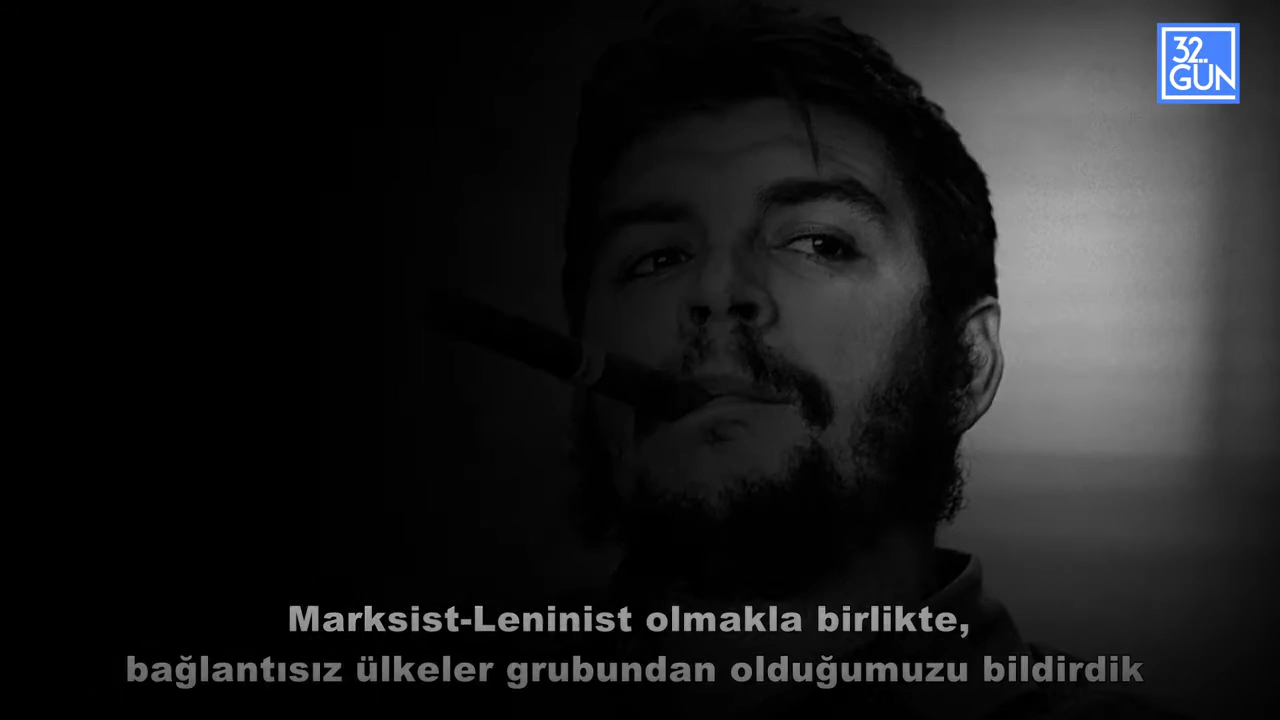 32.
GÜN
Marksist-Leninist olmakla birlikte,
bağlantısız ülkeler grubundan olduğumuzu bildirdik